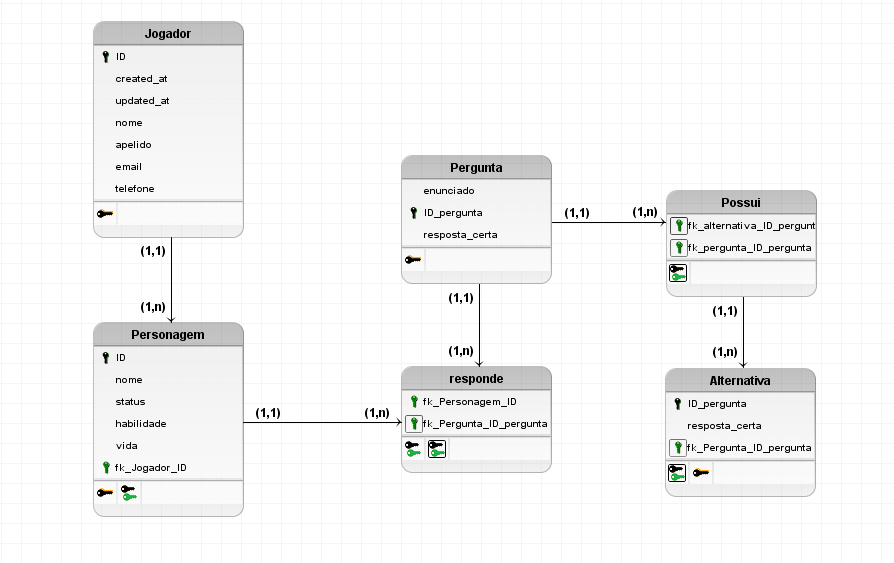 Jogador
ID
created_at
updated_at
nome
apelido
email
telefone
(1,1)
(1,n)
Personagem
ID
nome
status
habilidade
vida
fk_Jogador_ID
(1,1)
(1,n)
Pergunta
enunciado
ID_pergunta
resposta_certa
(1,1)
(1,n)
(1,1)
(1,n)
responde
fk_Personagem_ID
fk_Pergunta_ID_pergunta
Possui
fk_alternativa_ID_pergunt
fk_pergunta_ID_pergunta
(1,1)
(1,n)
Alternativa
ID_pergunta
resposta_certa
fk_Pergunta_ID_pergunta